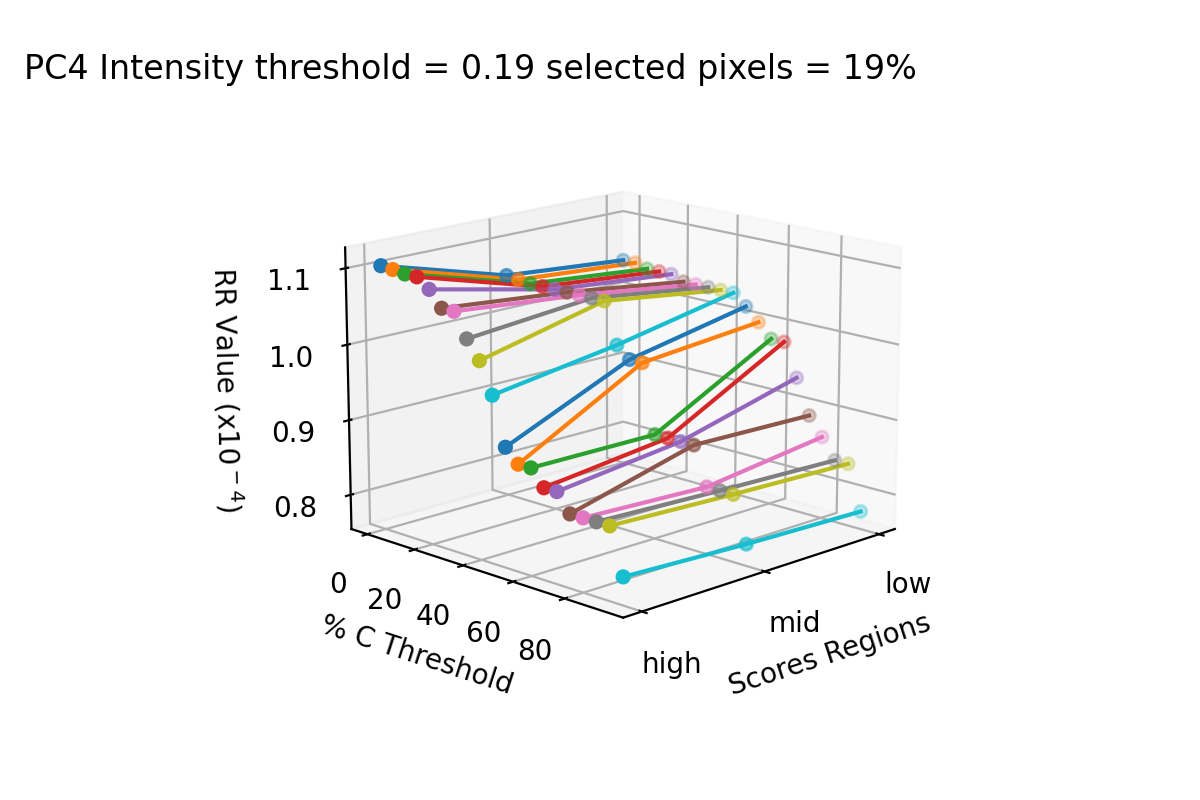 PC4 Intensity threshold = 0.19 selected pixels = 19%
RR Value (x10⁻⁴)
1.1
1.0
0.9
0.8
0
20
40
60
80
% C Threshold
high
mid
low
Scores Regions